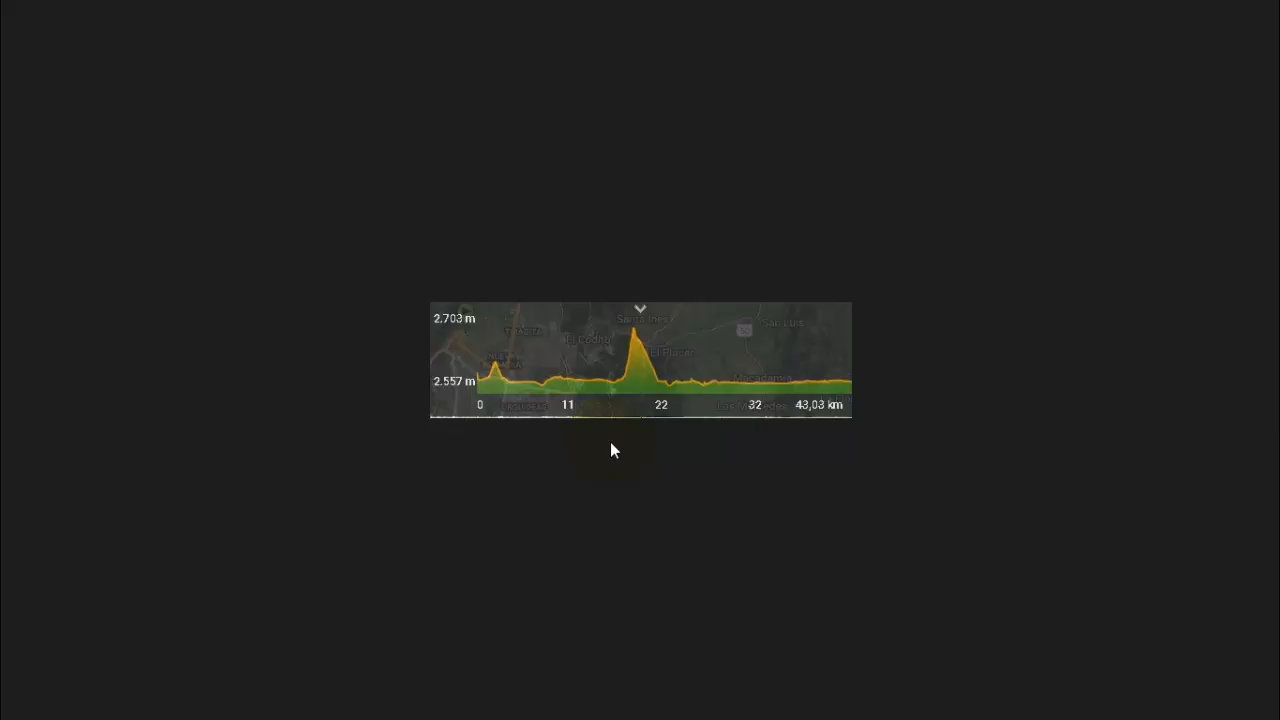 2.703 m
Santa Ines
San Luis
El Codito
El Placer
Macadamia
2.557 m
0
11
22
32
43,03 km